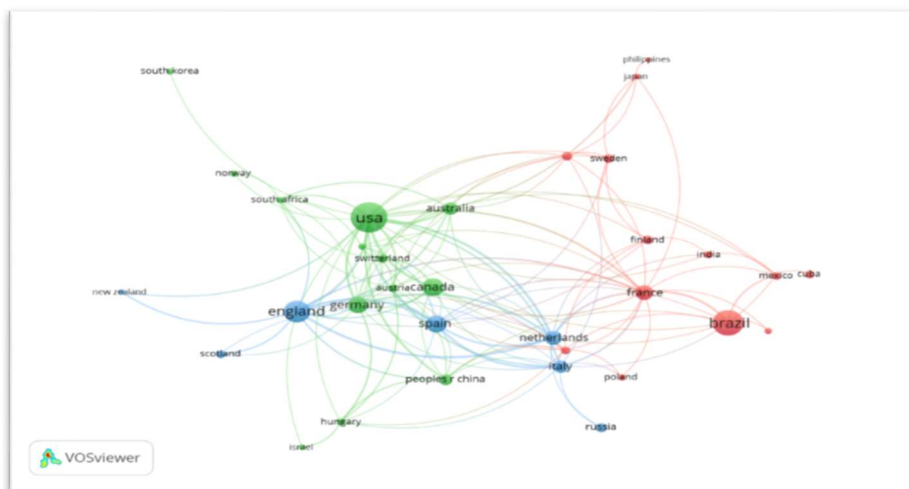 philippines
south korea
japan
sweden
norway
south africa
australia
usa
finland
switzerland
india
mexico
cuba
austria
canada
new zealand
france
germany
england
spain
brazil
netherlands
scotland
italy
peoples r china
poland
hungary
russia
israel
VOSviewer